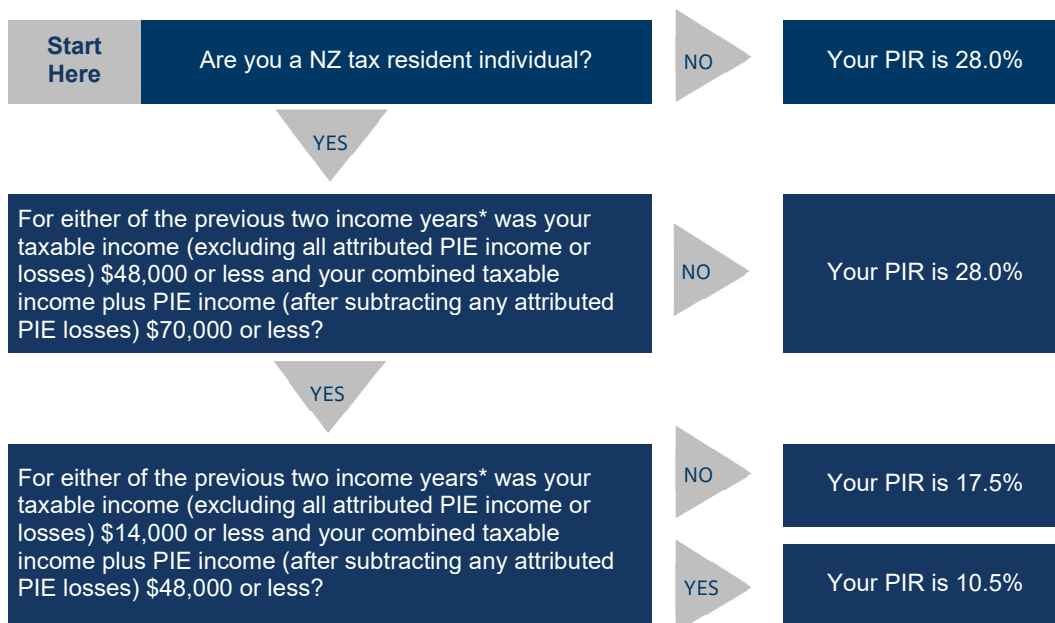 Start
Here
Are you a NZ tax resident individual?
NO
Your PIR is 28.0%
YES
For either of the previous two income years* was your
taxable income (excluding all attributed PIE income or
losses) $48,000 or less and your combined taxable
income plus PIE income (after subtracting any attributed
PIE losses) $70,000 or less?
NO
Your PIR is 28.0%
YES
For either of the previous two income years* was your
taxable income (excluding all attributed PIE income or
losses) $14,000 or less and your combined taxable
income plus PIE income (after subtracting any attributed
PIE losses) $48,000 or less?
NO
Your PIR is 17.5%
YES
Your PIR is 10.5%